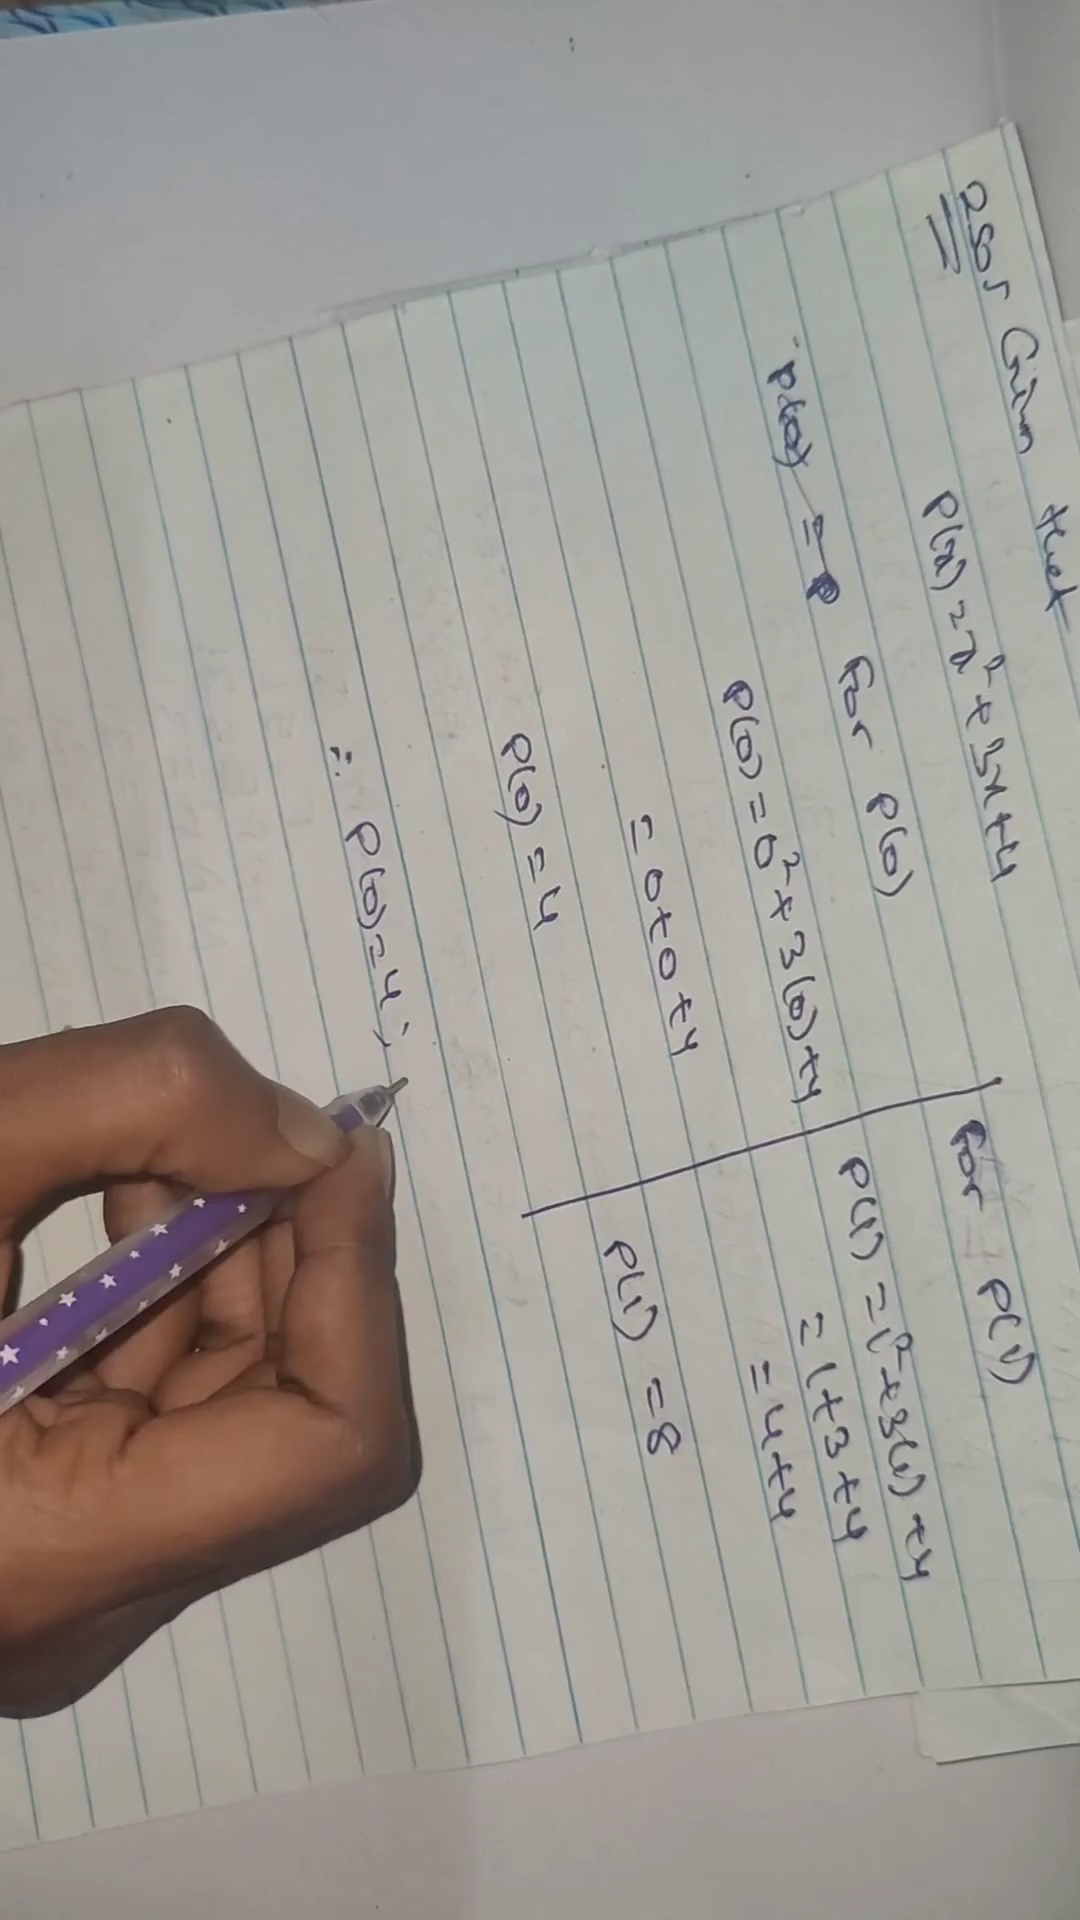 280, Given that
P(x) = x² + 3x + 4
For P(0)
P(0) = 0² + 3(0) + 4
= 0 + 0 + 4
P(0) = 4
For P(1)
P(1) = 1² + 3(1) + 4
= 1 + 3 + 4
= 4 + 4
P(1) = 8
∴ P(0) = 4 ;